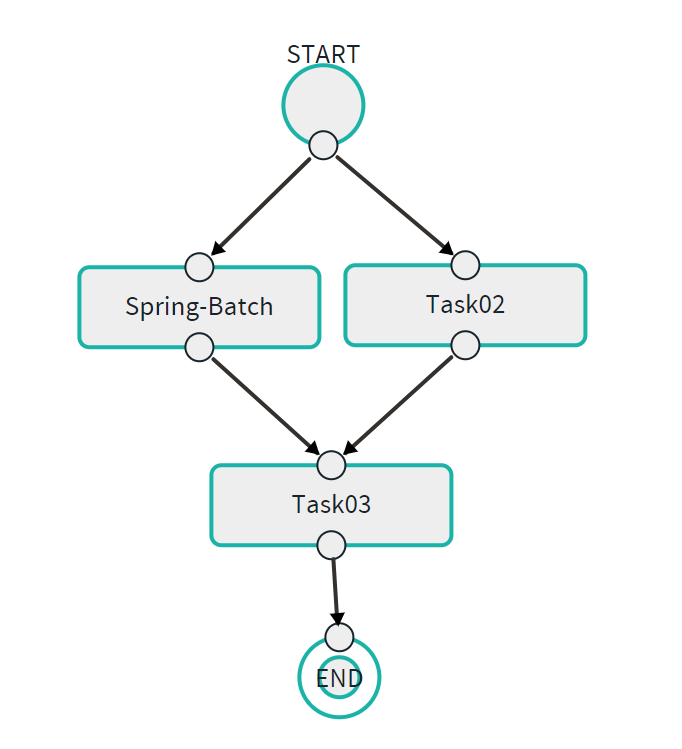 START
Spring-Batch
Task02
Task03
END